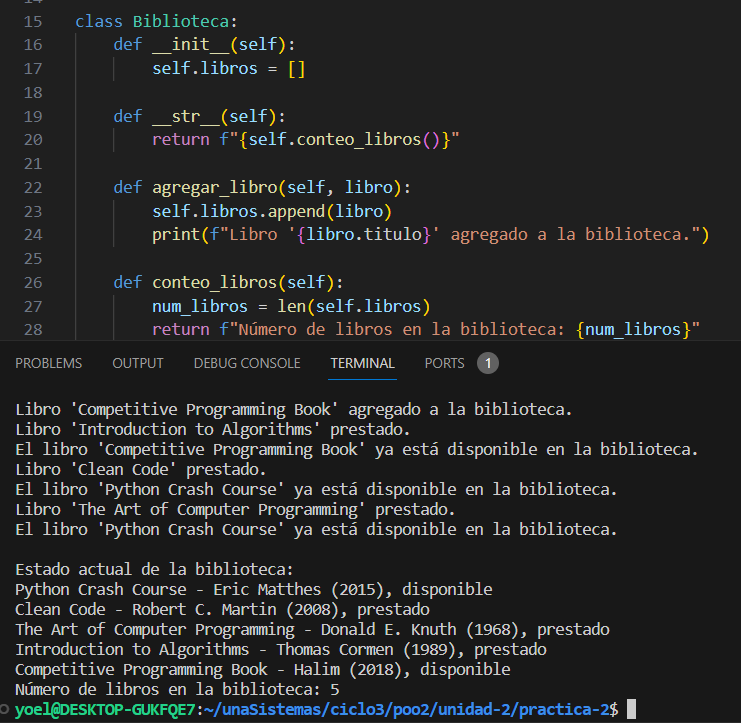 15 class Biblioteca:
16     def __init__(self):
17         self.libros = []
18
19     def __str__(self):
20         return f"{self.conteo_libros()}"
21
22     def agregar_libro(self, libro):
23         self.libros.append(libro)
24         print(f"Libro '{libro.titulo}' agregado a la biblioteca.")
25
26     def conteo_libros(self):
27         num_libros = len(self.libros)
28         return f"Número de libros en la biblioteca: {num_libros}"
PROBLEMS OUTPUT DEBUG CONSOLE TERMINAL PORTS 1
Libro 'Competitive Programming Book' agregado a la biblioteca.
Libro 'Introduction to Algorithms' prestado.
El libro 'Competitive Programming Book' ya está disponible en la biblioteca.
Libro 'Clean Code' prestado.
El libro 'Python Crash Course' ya está disponible en la biblioteca.
Libro 'The Art of Computer Programming' prestado.
El libro 'Python Crash Course' ya está disponible en la biblioteca.

Estado actual de la biblioteca:
Python Crash Course - Eric Matthes (2015), disponible
Clean Code - Robert C. Martin (2008), prestado
The Art of Computer Programming - Donald E. Knuth (1968), prestado
Introduction to Algorithms - Thomas Cormen (1989), prestado
Competitive Programming Book - Halim (2018), disponible
Número de libros en la biblioteca: 5
yoel@DESKTOP-GUKFQE7:~/unaSistemas/ciclo3/poo2/unidad-2/practica-2$